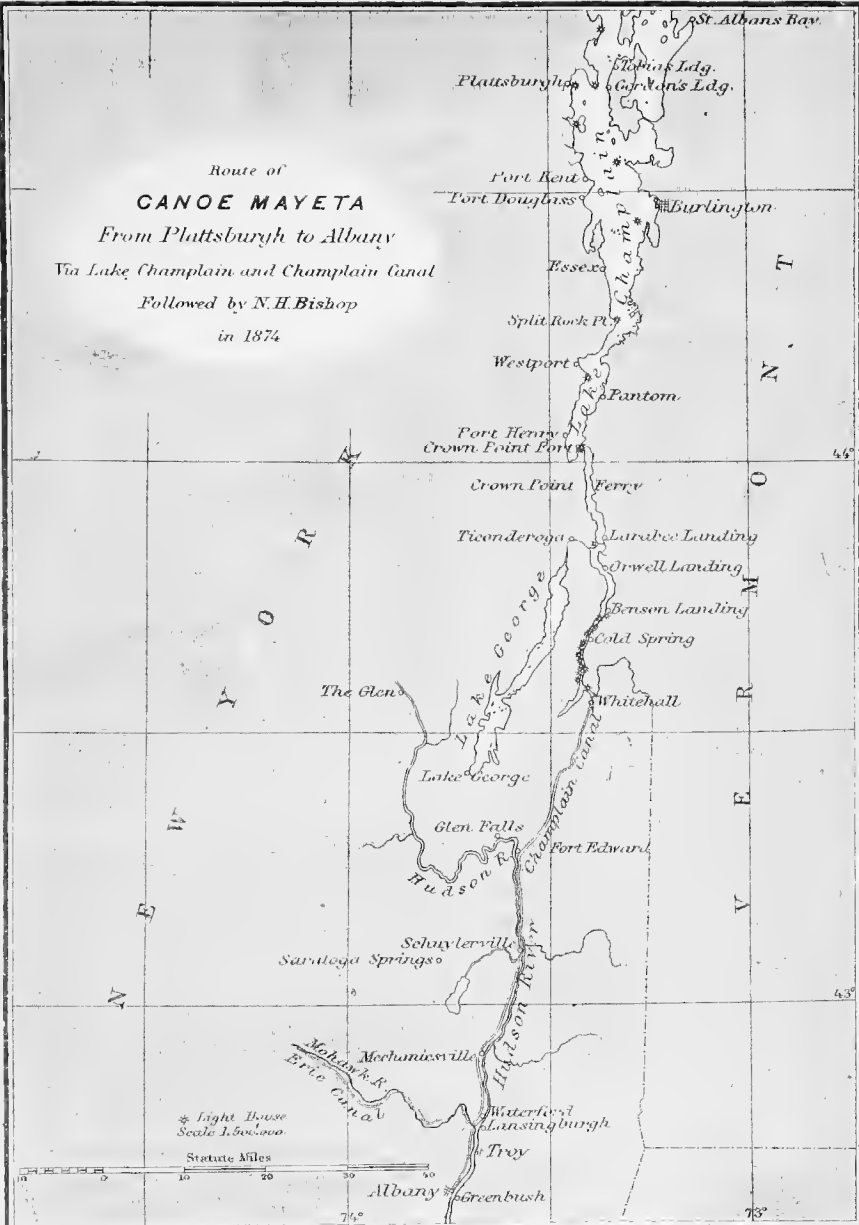 St. Albans Bay.
Tobias Ldg.
Plattsburgh
Gordon's Ldg.
Route of
CANOE MAYETA
From Plattsburgh to Albany
Via Lake Champlain and Champlain Canal
Followed by N. H. Bishop
in 1874
Port Kent
Port Douglass
Burlington
Essex
Split Rock Pt.
Westport
Pantom
Lake Champlain
Port Henry
Crown Point Fort
44°
Crown Point Ferry
Ticonderoga
Larabee Landing
Orwell Landing
Benson Landing
Cold Spring
Lake George
The Glen
Whitehall
Champlain Canal
Lake George
Glen Falls
Fort Edward
Hudson R.
NEW YORK
VERMONT
Schuylerville
Saratoga Springs
Hudson River
43°
Mechanicsville
Mohawk R.
Erie Canal
Light House
Scale 1.500.000
Waterford
Lansingburgh
Troy
Statute Miles
10 0 10 20 30 40
Albany
Greenbush
74°
73°